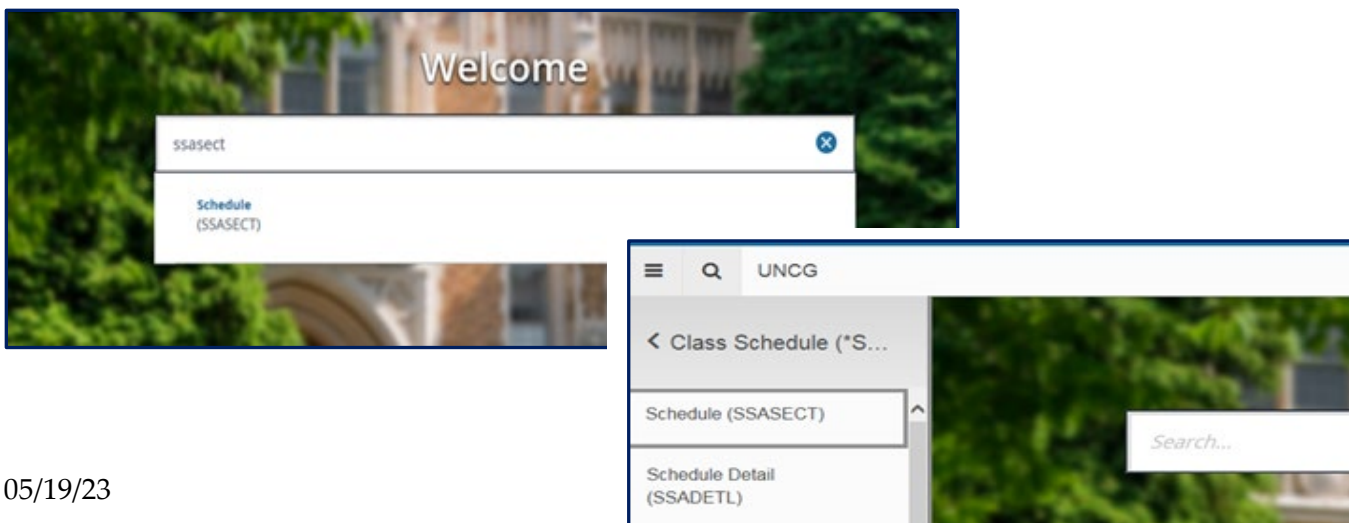 Welcome
ssasect
Schedule
(SSASECT)
UNCG
Class Schedule (*S...
Schedule (SSASECT)
Search...
Schedule Detail
(SSADETL)
05/19/23